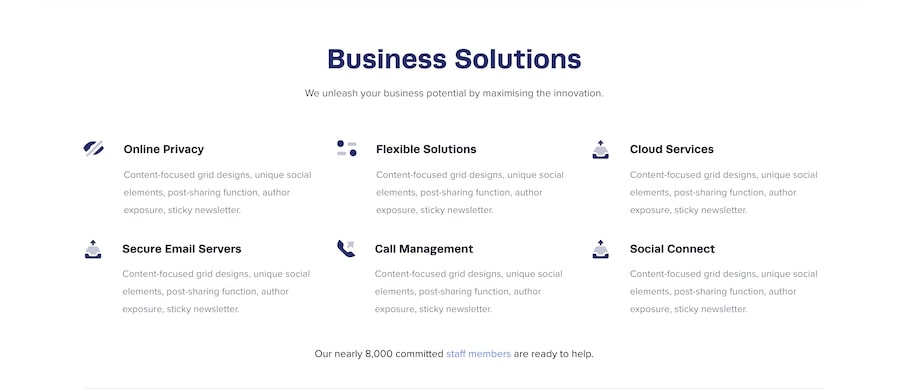 Business Solutions
We unleash your business potential by maximising the innovation.
Online Privacy
Content-focused grid designs, unique social
elements, post-sharing function, author
exposure, sticky newsletter.
Flexible Solutions
Content-focused grid designs, unique social
elements, post-sharing function, author
exposure, sticky newsletter.
Cloud Services
Content-focused grid designs, unique social
elements, post-sharing function, author
exposure, sticky newsletter.
Secure Email Servers
Content-focused grid designs, unique social
elements, post-sharing function, author
exposure, sticky newsletter.
Call Management
Content-focused grid designs, unique social
elements, post-sharing function, author
exposure, sticky newsletter.
Social Connect
Content-focused grid designs, unique social
elements, post-sharing function, author
exposure, sticky newsletter.
Our nearly 8,000 committed staff members are ready to help.